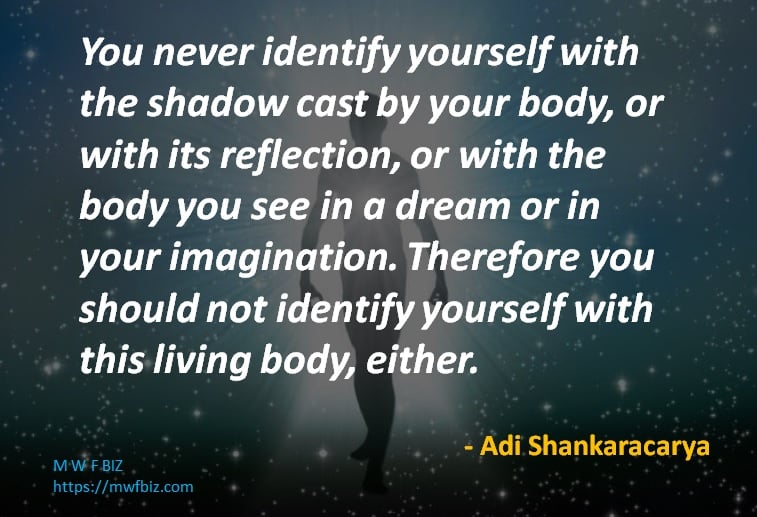 You never identify yourself with
the shadow cast by your body, or
with its reflection, or with the
body you see in a dream or in
your imagination. Therefore you
should not identify yourself with
this living body, either.
- Adi Shankaracarya
M W F BIZ
https://mwfbiz.com